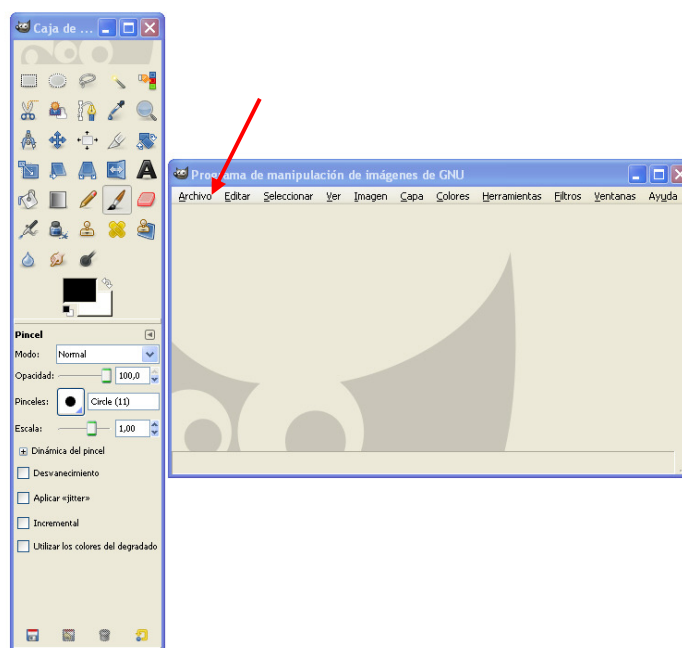 Caja de ...
Pincel
Modo: Normal
Opacidad: 100,0
Pinceles: Circle (11)
Escala: 1,00
Dinámica del pincel
Desvanecimiento
Aplicar «jitter»
Incremental
Utilizar los colores del degradado
Programa de manipulación de imágenes de GNU
Archivo Editar Seleccionar Ver Imagen Capa Colores Herramientas Filtros Ventanas Ayuda